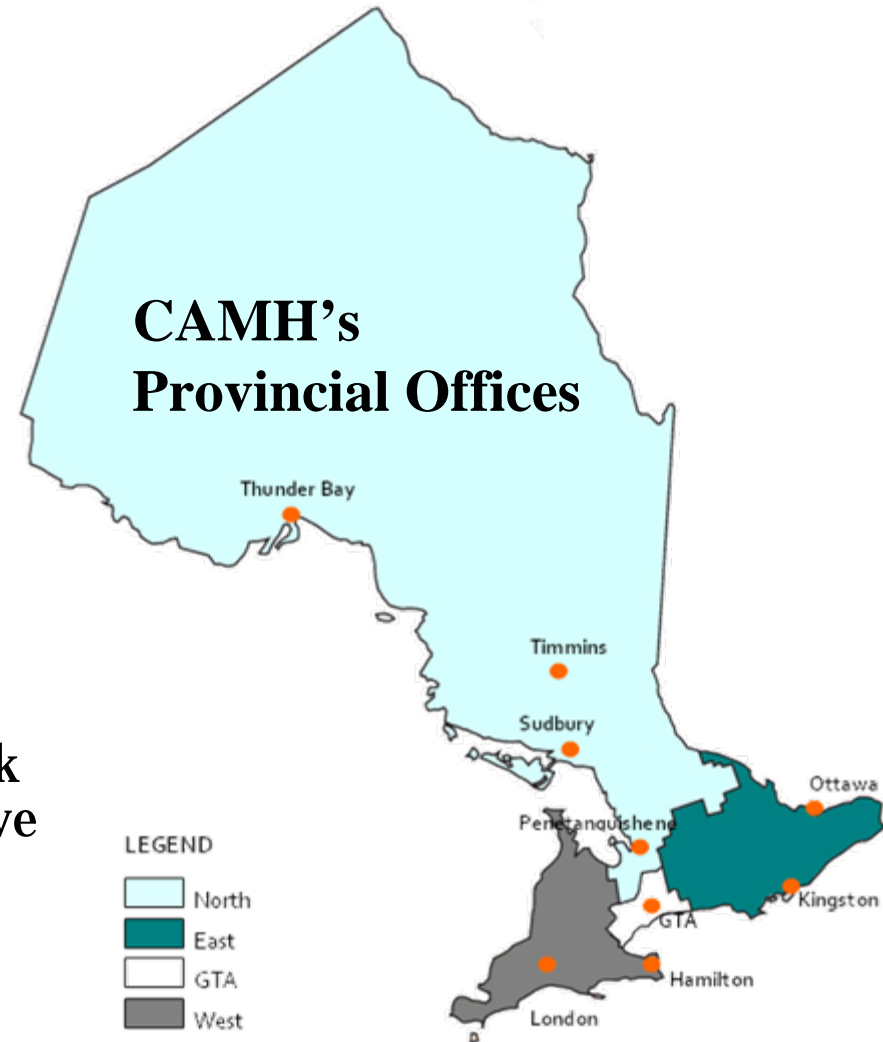 CAMH’s
Provincial Offices
Thunder Bay
Timmins
Sudbury
Ottawa
Penetanguishene
Kingston
GTA
Hamilton
London
k
ve
LEGEND
North
East
GTA
West